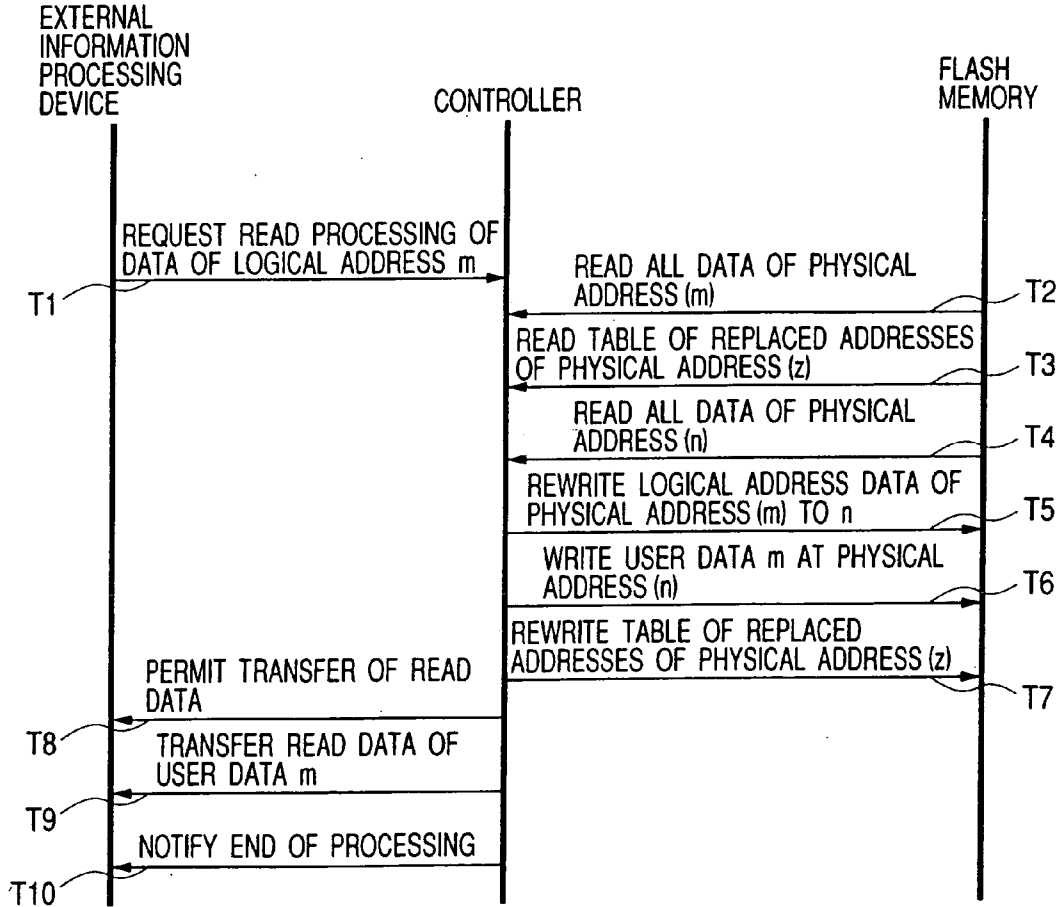 EXTERNAL
INFORMATION
PROCESSING
DEVICE
CONTROLLER
FLASH
MEMORY
REQUEST READ PROCESSING OF
DATA OF LOGICAL ADDRESS m
T1
READ ALL DATA OF PHYSICAL
ADDRESS (m)
T2
READ TABLE OF REPLACED ADDRESSES
OF PHYSICAL ADDRESS (z)
T3
READ ALL DATA OF PHYSICAL
ADDRESS (n)
T4
REWRITE LOGICAL ADDRESS DATA OF
PHYSICAL ADDRESS (m) TO n
T5
WRITE USER DATA m AT PHYSICAL
ADDRESS (n)
T6
REWRITE TABLE OF REPLACED
ADDRESSES OF PHYSICAL ADDRESS (z)
T7
PERMIT TRANSFER OF READ
DATA
T8
TRANSFER READ DATA OF
USER DATA m
T9
NOTIFY END OF PROCESSING
T10